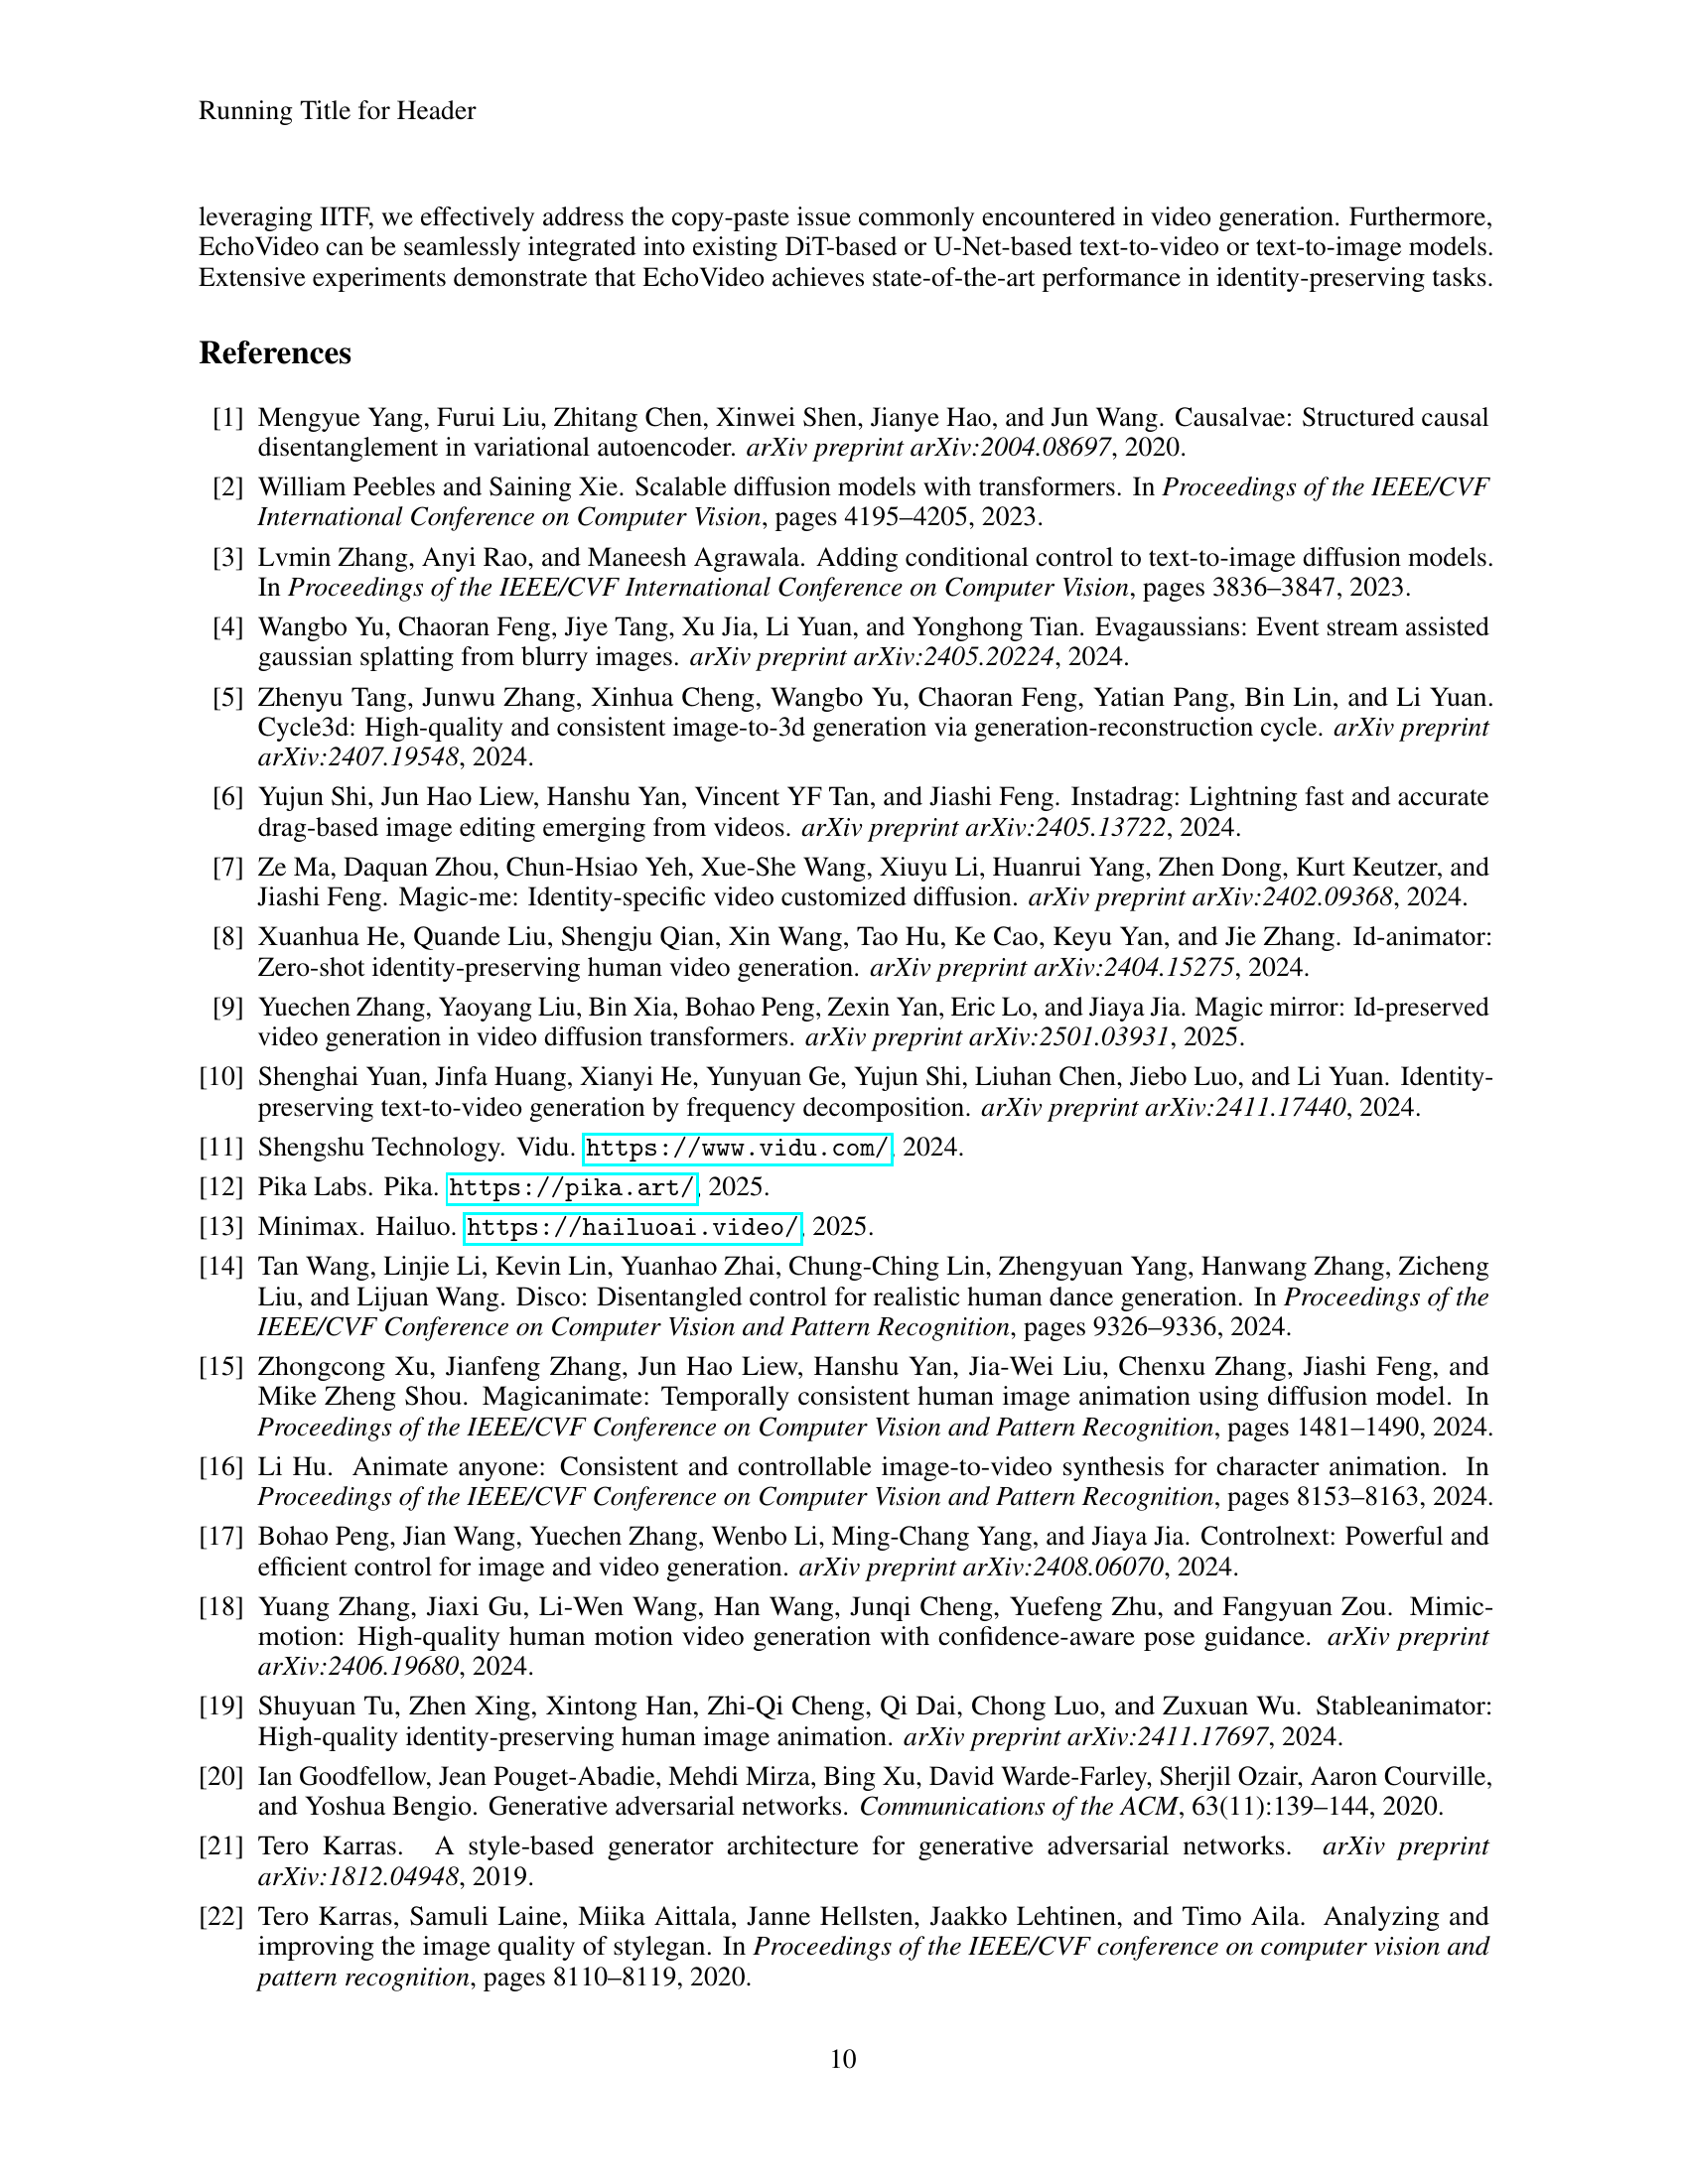 Running Title for Header
leveraging IITF, we effectively address the copy-paste issue commonly encountered in video generation. Furthermore,
EchoVideo can be seamlessly integrated into existing DiT-based or U-Net-based text-to-video or text-to-image models.
Extensive experiments demonstrate that EchoVideo achieves state-of-the-art performance in identity-preserving tasks.
References
[1] Mengyue Yang, Furui Liu, Zhitang Chen, Xinwei Shen, Jianye Hao, and Jun Wang. Causalvae: Structured causal
disentanglement in variational autoencoder. arXiv preprint arXiv:2004.08697, 2020.
[2] William Peebles and Saining Xie. Scalable diffusion models with transformers. In Proceedings of the IEEE/CVF
International Conference on Computer Vision, pages 4195–4205, 2023.
[3] Lvmin Zhang, Anyi Rao, and Maneesh Agrawala. Adding conditional control to text-to-image diffusion models.
In Proceedings of the IEEE/CVF International Conference on Computer Vision, pages 3836–3847, 2023.
[4] Wangbo Yu, Chaoran Feng, Jiye Tang, Xu Jia, Li Yuan, and Yonghong Tian. Evagaussians: Event stream assisted
gaussian splatting from blurry images. arXiv preprint arXiv:2405.20224, 2024.
[5] Zhenyu Tang, Junwu Zhang, Xinhua Cheng, Wangbo Yu, Chaoran Feng, Yatian Pang, Bin Lin, and Li Yuan.
Cycle3d: High-quality and consistent image-to-3d generation via generation-reconstruction cycle. arXiv preprint
arXiv:2407.19548, 2024.
[6] Yujun Shi, Jun Hao Liew, Hanshu Yan, Vincent YF Tan, and Jiashi Feng. Instadrag: Lightning fast and accurate
drag-based image editing emerging from videos. arXiv preprint arXiv:2405.13722, 2024.
[7] Ze Ma, Daquan Zhou, Chun-Hsiao Yeh, Xue-She Wang, Xiuyu Li, Huanrui Yang, Zhen Dong, Kurt Keutzer, and
Jiashi Feng. Magic-me: Identity-specific video customized diffusion. arXiv preprint arXiv:2402.09368, 2024.
[8] Xuanhua He, Quande Liu, Shengju Qian, Xin Wang, Tao Hu, Ke Cao, Keyu Yan, and Jie Zhang. Id-animator:
Zero-shot identity-preserving human video generation. arXiv preprint arXiv:2404.15275, 2024.
[9] Yuechen Zhang, Yaoyang Liu, Bin Xia, Bohao Peng, Zexin Yan, Eric Lo, and Jiaya Jia. Magic mirror: Id-preserved
video generation in video diffusion transformers. arXiv preprint arXiv:2501.03931, 2025.
[10] Shenghai Yuan, Jinfa Huang, Xianyi He, Yunyuan Ge, Yujun Shi, Liuhan Chen, Jiebo Luo, and Li Yuan. Identity-
preserving text-to-video generation by frequency decomposition. arXiv preprint arXiv:2411.17440, 2024.
[11] Shengshu Technology. Vidu. https://www.vidu.com/, 2024.
[12] Pika Labs. Pika. https://pika.art/, 2025.
[13] Minimax. Hailuo. https://hailuoai.video/, 2025.
[14] Tan Wang, Linjie Li, Kevin Lin, Yuanhao Zhai, Chung-Ching Lin, Zhengyuan Yang, Hanwang Zhang, Zicheng
Liu, and Lijuan Wang. Disco: Disentangled control for realistic human dance generation. In Proceedings of the
IEEE/CVF Conference on Computer Vision and Pattern Recognition, pages 9326–9336, 2024.
[15] Zhongcong Xu, Jianfeng Zhang, Jun Hao Liew, Hanshu Yan, Jia-Wei Liu, Chenxu Zhang, Jiashi Feng, and
Mike Zheng Shou. Magicanimate: Temporally consistent human image animation using diffusion model. In
Proceedings of the IEEE/CVF Conference on Computer Vision and Pattern Recognition, pages 1481–1490, 2024.
[16] Li Hu. Animate anyone: Consistent and controllable image-to-video synthesis for character animation. In
Proceedings of the IEEE/CVF Conference on Computer Vision and Pattern Recognition, pages 8153–8163, 2024.
[17] Bohao Peng, Jian Wang, Yuechen Zhang, Wenbo Li, Ming-Chang Yang, and Jiaya Jia. Controlnext: Powerful and
efficient control for image and video generation. arXiv preprint arXiv:2408.06070, 2024.
[18] Yuang Zhang, Jiaxi Gu, Li-Wen Wang, Han Wang, Junqi Cheng, Yuefeng Zhu, and Fangyuan Zou. Mimic-
motion: High-quality human motion video generation with confidence-aware pose guidance. arXiv preprint
arXiv:2406.19680, 2024.
[19] Shuyuan Tu, Zhen Xing, Xintong Han, Zhi-Qi Cheng, Qi Dai, Chong Luo, and Zuxuan Wu. Stableanimator:
High-quality identity-preserving human image animation. arXiv preprint arXiv:2411.17697, 2024.
[20] Ian Goodfellow, Jean Pouget-Abadie, Mehdi Mirza, Bing Xu, David Warde-Farley, Sherjil Ozair, Aaron Courville,
and Yoshua Bengio. Generative adversarial networks. Communications of the ACM, 63(11):139–144, 2020.
[21] Tero Karras. A style-based generator architecture for generative adversarial networks. arXiv preprint
arXiv:1812.04948, 2019.
[22] Tero Karras, Samuli Laine, Miika Aittala, Janne Hellsten, Jaakko Lehtinen, and Timo Aila. Analyzing and
improving the image quality of stylegan. In Proceedings of the IEEE/CVF conference on computer vision and
pattern recognition, pages 8110–8119, 2020.
10